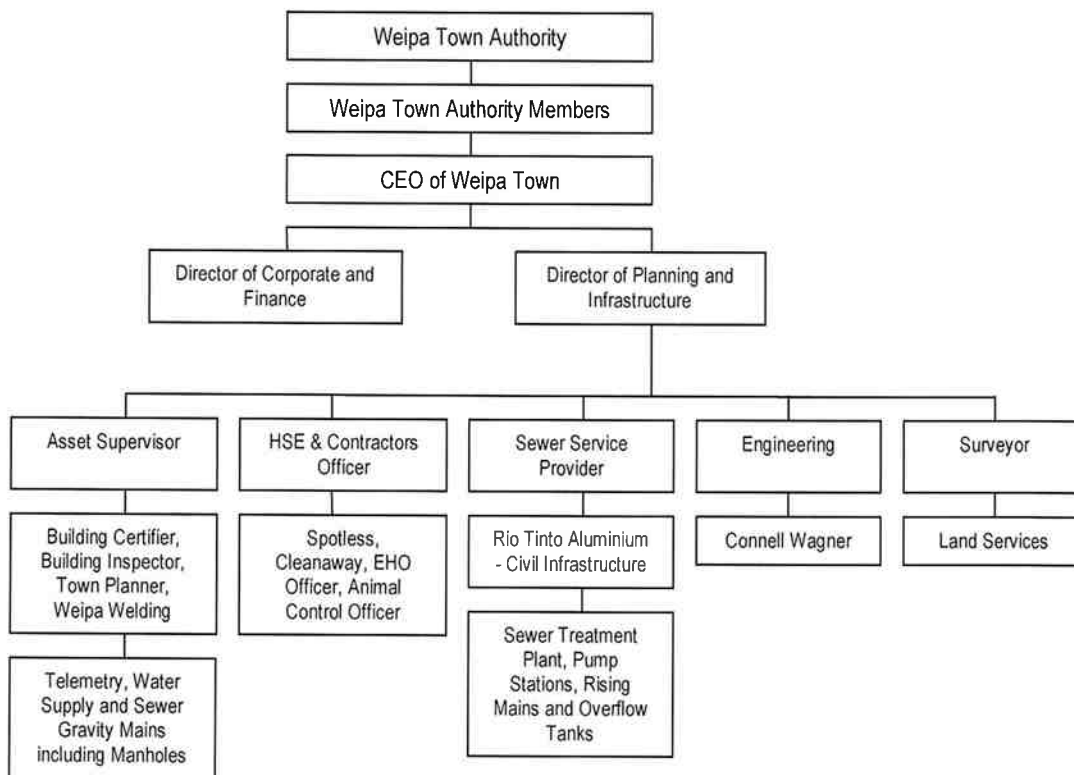 Weipa Town Authority
Weipa Town Authority Members
CEO of Weipa Town
Director of Corporate and
Finance
Director of Planning and
Infrastructure
Asset Supervisor
HSE & Contractors
Officer
Sewer Service
Provider
Engineering
Surveyor
Building Certifier,
Building Inspector,
Town Planner,
Weipa Welding
Spotless,
Cleanaway, EHO
Officer, Animal
Control Officer
Rio Tinto Aluminium
- Civil Infrastructure
Connell Wagner
Land Services
Telemetry, Water
Supply and Sewer
Gravity Mains
including Manholes
Sewer Treatment
Plant, Pump
Stations, Rising
Mains and Overflow
Tanks